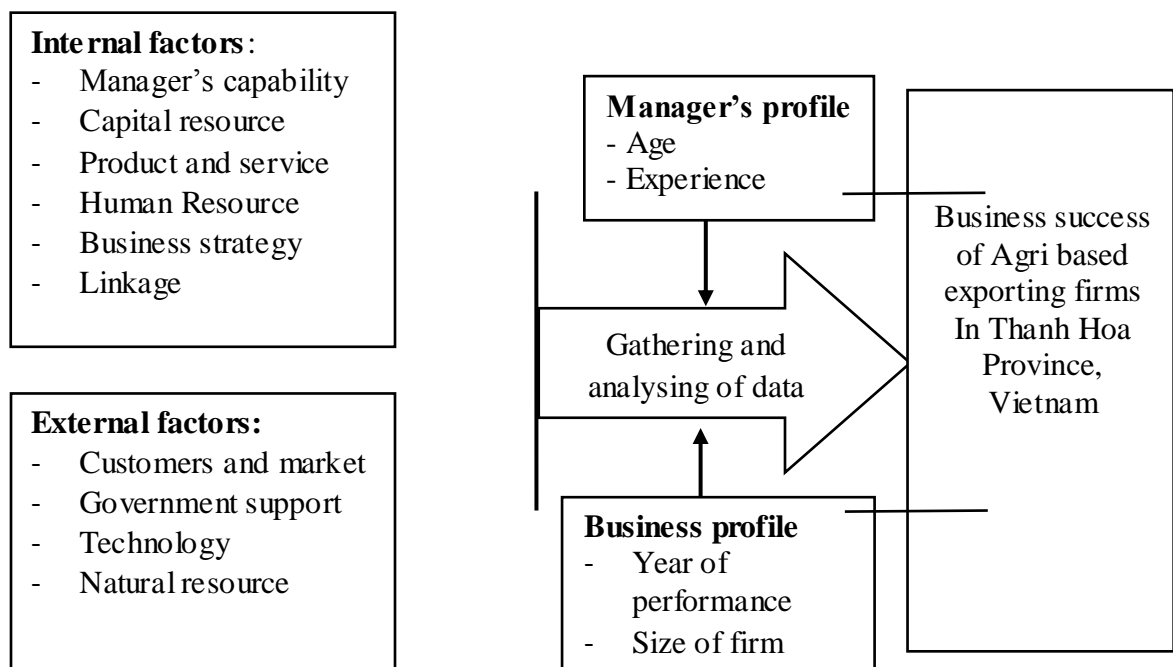 Internal factors:
- Manager’s capability
- Capital resource
- Product and service
- Human Resource
- Business strategy
- Linkage
External factors:
- Customers and market
- Government support
- Technology
- Natural resource
Manager’s profile
- Age
- Experience
Gathering and
analysing of data
Business profile
- Year of
performance
- Size of firm
Business success
of Agri based
exporting firms
In Thanh Hoa
Province,
Vietnam